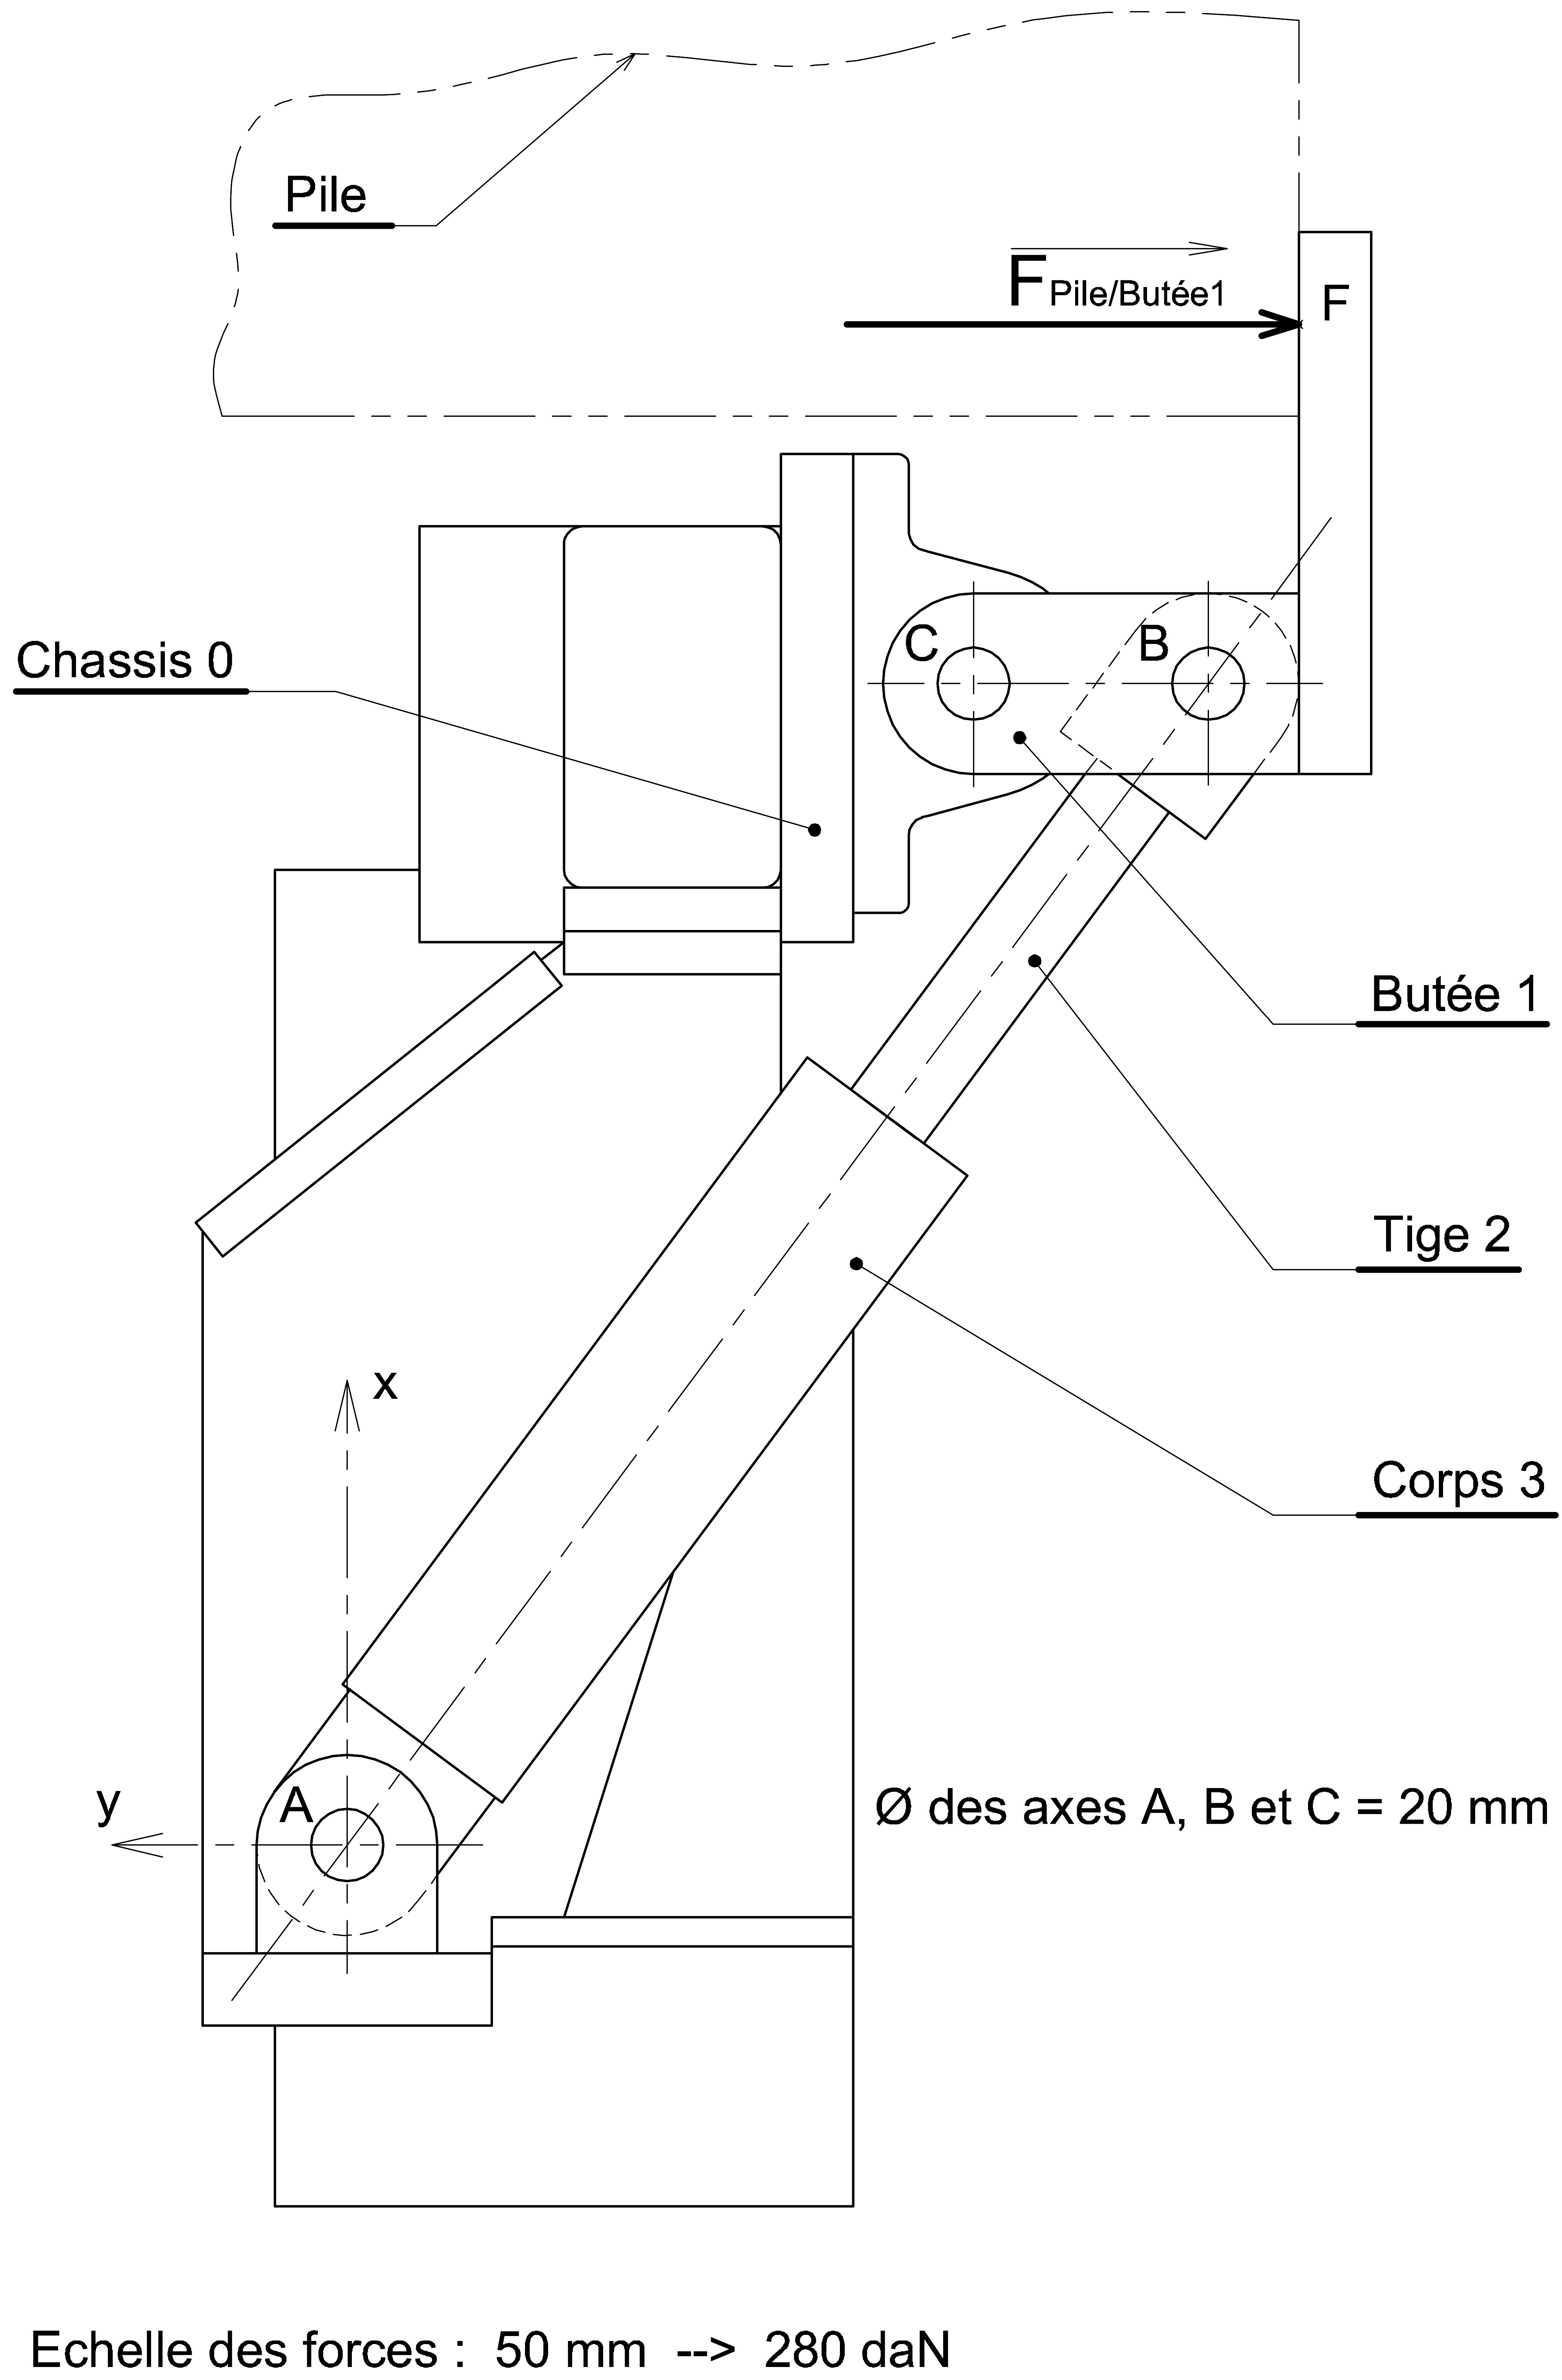 Pile
F Pile/Butée1
F
Chassis 0
C
B
Butée 1
Tige 2
x
Corps 3
y
A
Ø des axes A, B et C = 20 mm
Echelle des forces : 50 mm --> 280 daN